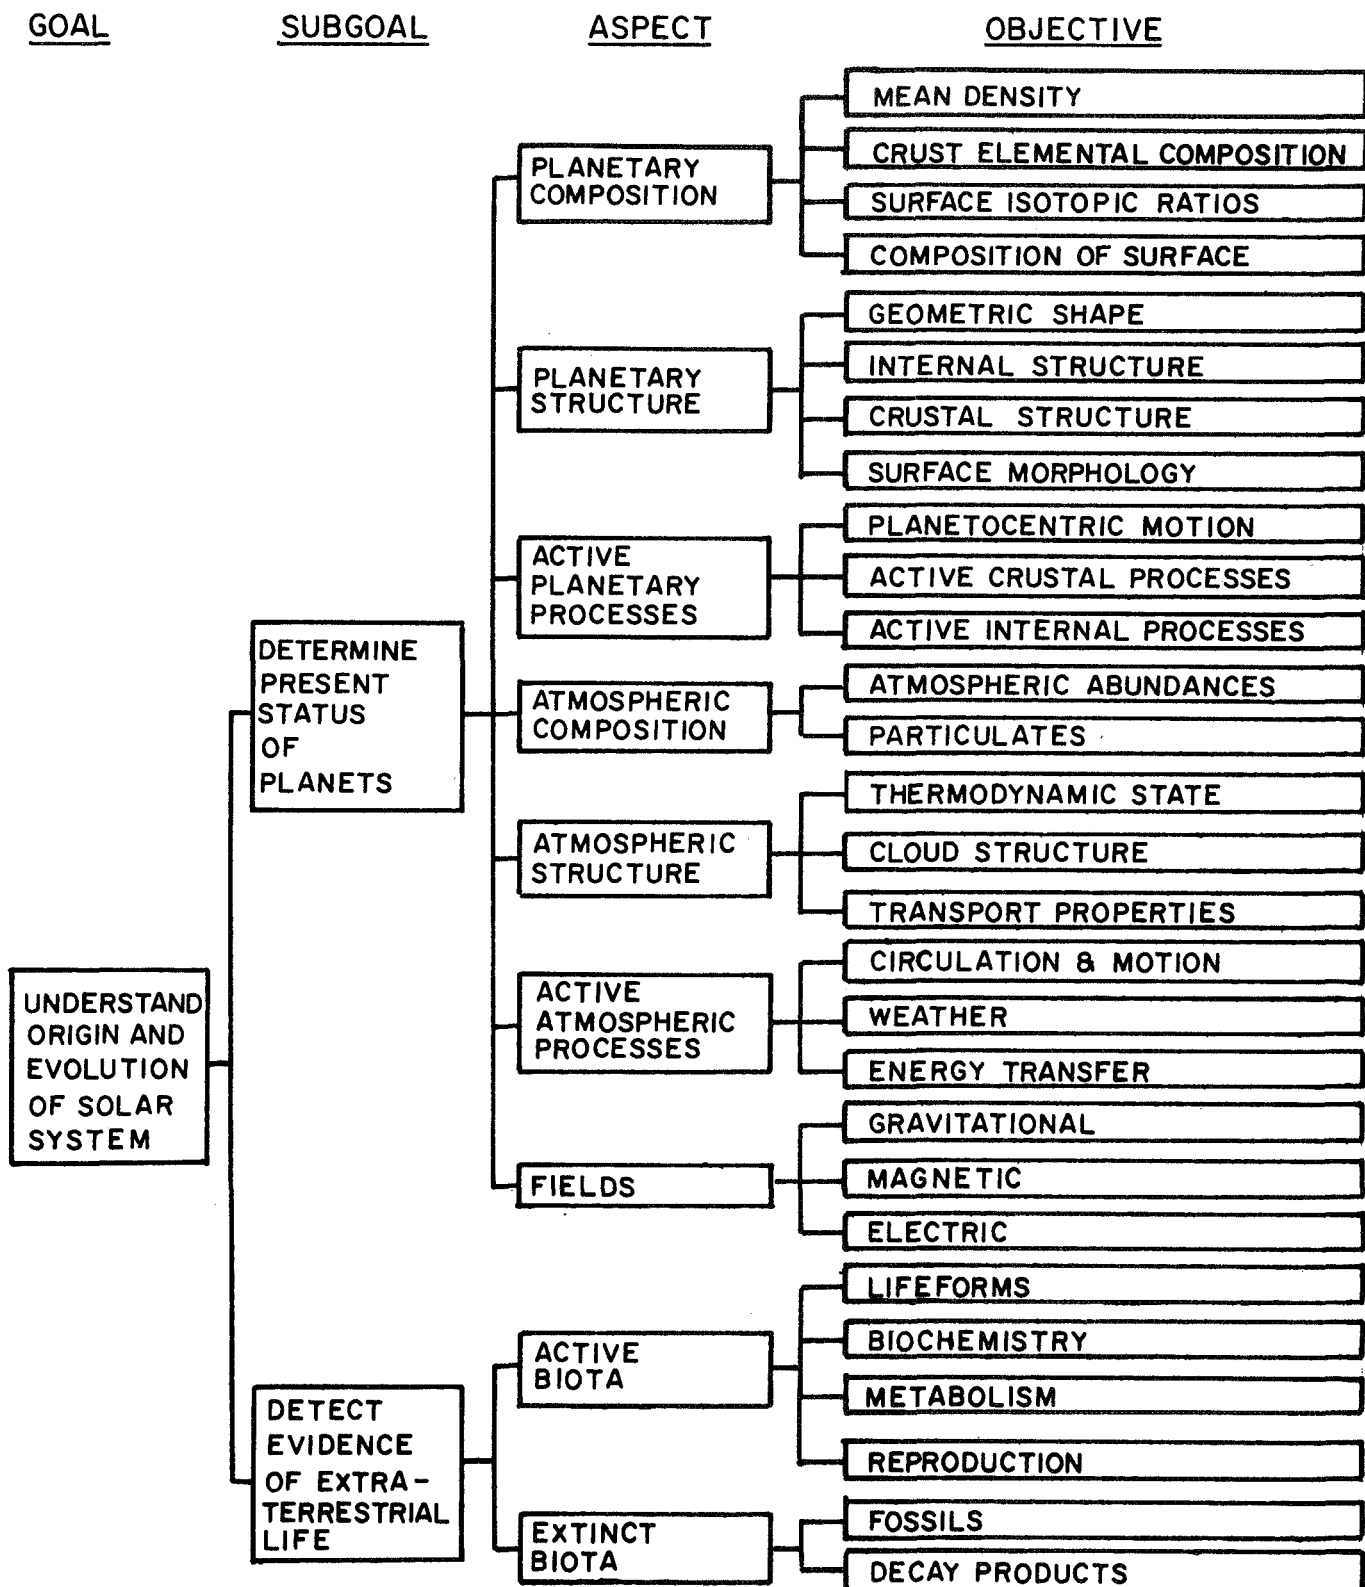 GOAL
SUBGOAL
ASPECT
OBJECTIVE
UNDERSTAND
ORIGIN AND
EVOLUTION
OF SOLAR
SYSTEM
DETERMINE
PRESENT
STATUS
OF
PLANETS
PLANETARY
COMPOSITION
MEAN DENSITY
CRUST ELEMENTAL COMPOSITION
SURFACE ISOTOPIC RATIOS
COMPOSITION OF SURFACE
PLANETARY
STRUCTURE
GEOMETRIC SHAPE
INTERNAL STRUCTURE
CRUSTAL STRUCTURE
SURFACE MORPHOLOGY
ACTIVE
PLANETARY
PROCESSES
PLANETOCENTRIC MOTION
ACTIVE CRUSTAL PROCESSES
ACTIVE INTERNAL PROCESSES
ATMOSPHERIC
COMPOSITION
ATMOSPHERIC ABUNDANCES
PARTICULATES
ATMOSPHERIC
STRUCTURE
THERMODYNAMIC STATE
CLOUD STRUCTURE
TRANSPORT PROPERTIES
ACTIVE
ATMOSPHERIC
PROCESSES
CIRCULATION & MOTION
WEATHER
ENERGY TRANSFER
FIELDS
GRAVITATIONAL
MAGNETIC
ELECTRIC
DETECT
EVIDENCE
OF EXTRA-
TERRESTRIAL
LIFE
ACTIVE
BIOTA
LIFEFORMS
BIOCHEMISTRY
METABOLISM
REPRODUCTION
EXTINCT
BIOTA
FOSSILS
DECAY PRODUCTS